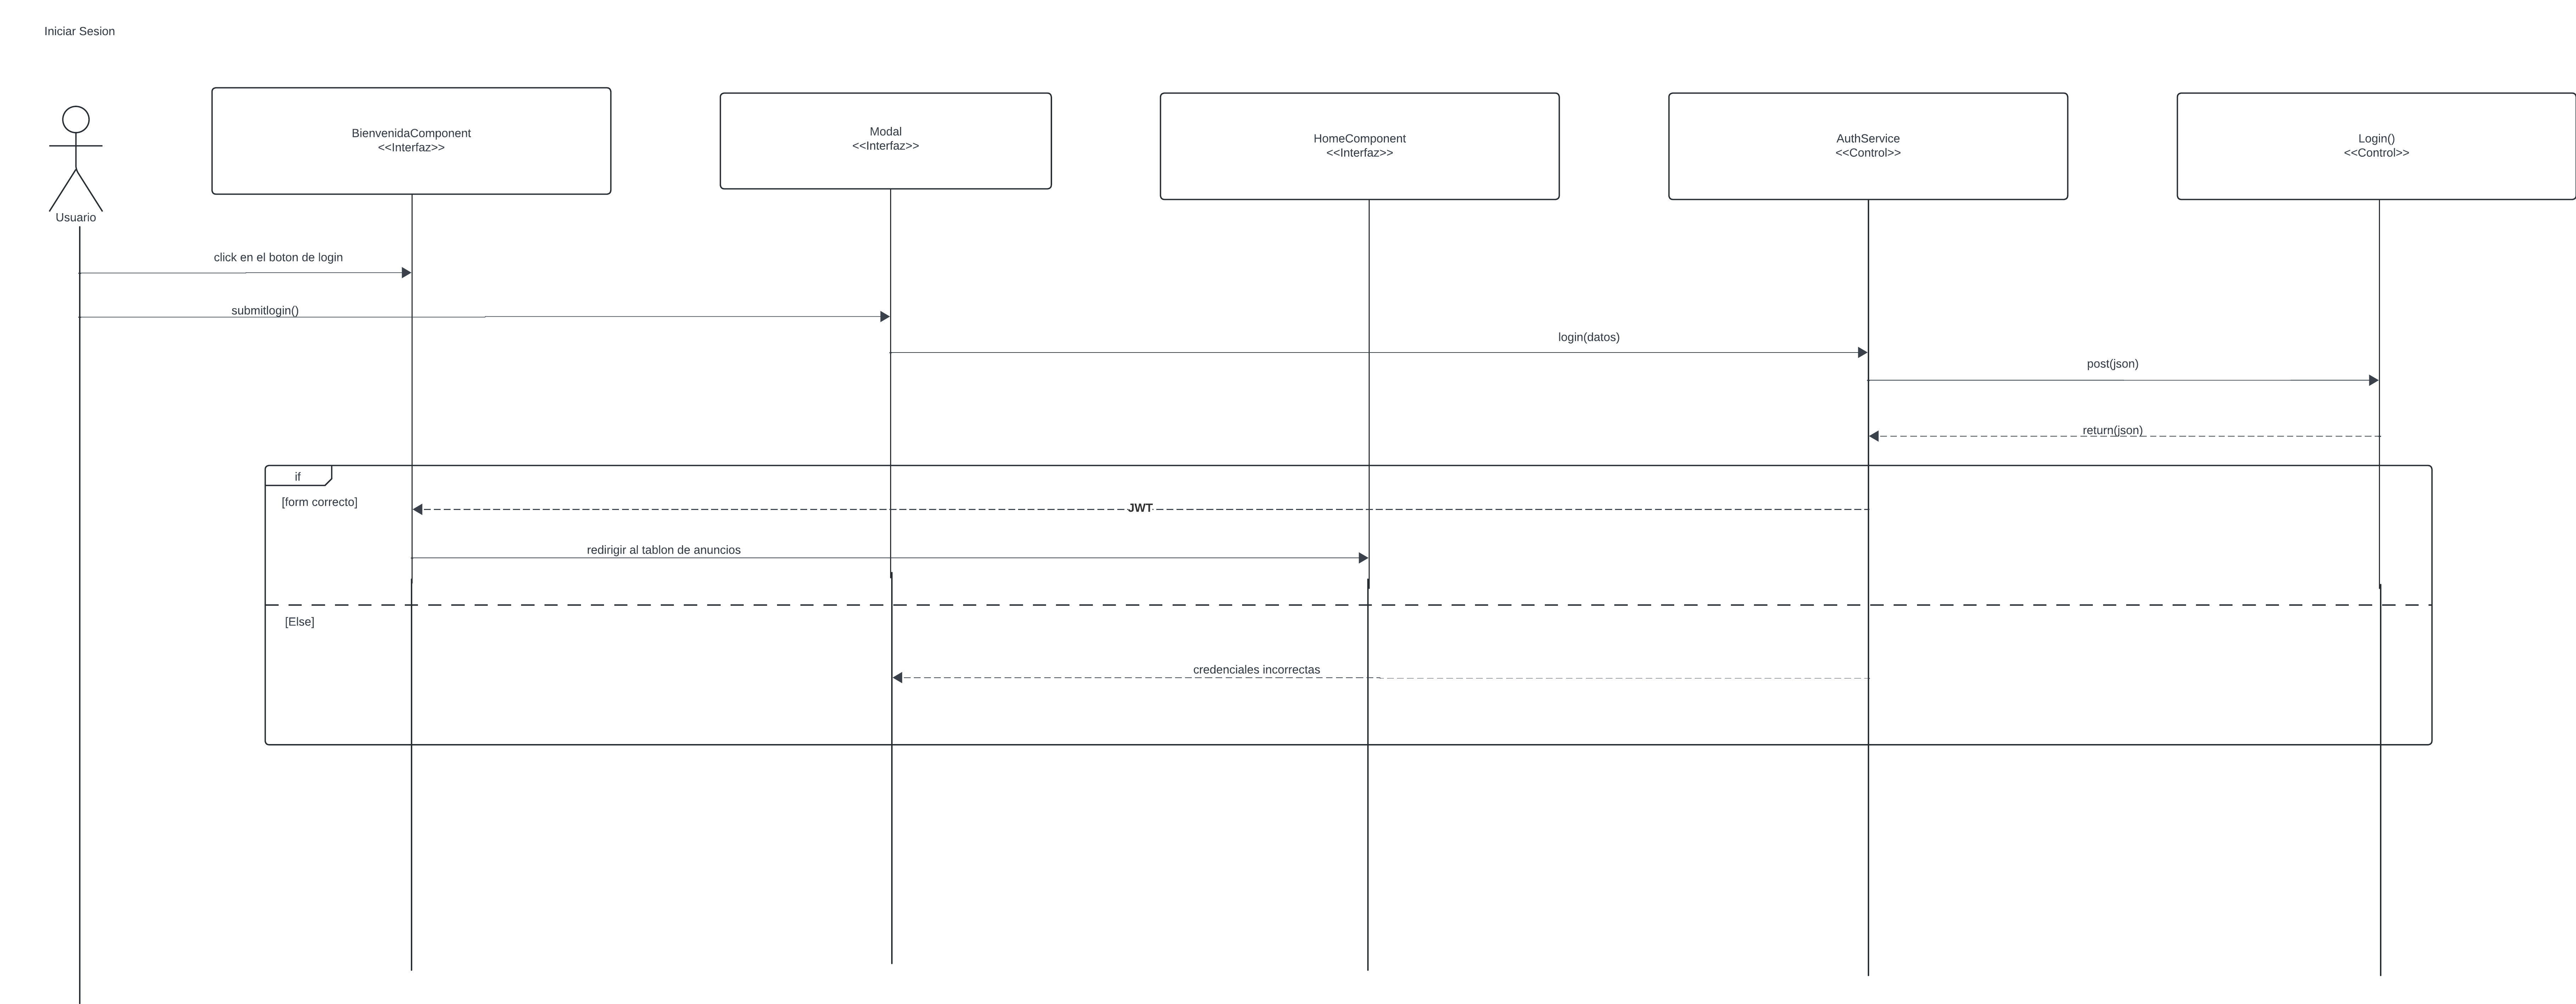 Iniciar Sesion
BienvenidaComponent
<<Interfaz>>
Modal
<<Interfaz>>
HomeComponent
<<Interfaz>>
AuthService
<<Control>>
Login()
<<Control>>
Usuario
click en el boton de login
submitlogin()
login(datos)
post(json)
return(json)
if
[form correcto]
JWT
redirigir al tablon de anuncios
[Else]
credenciales incorrectas